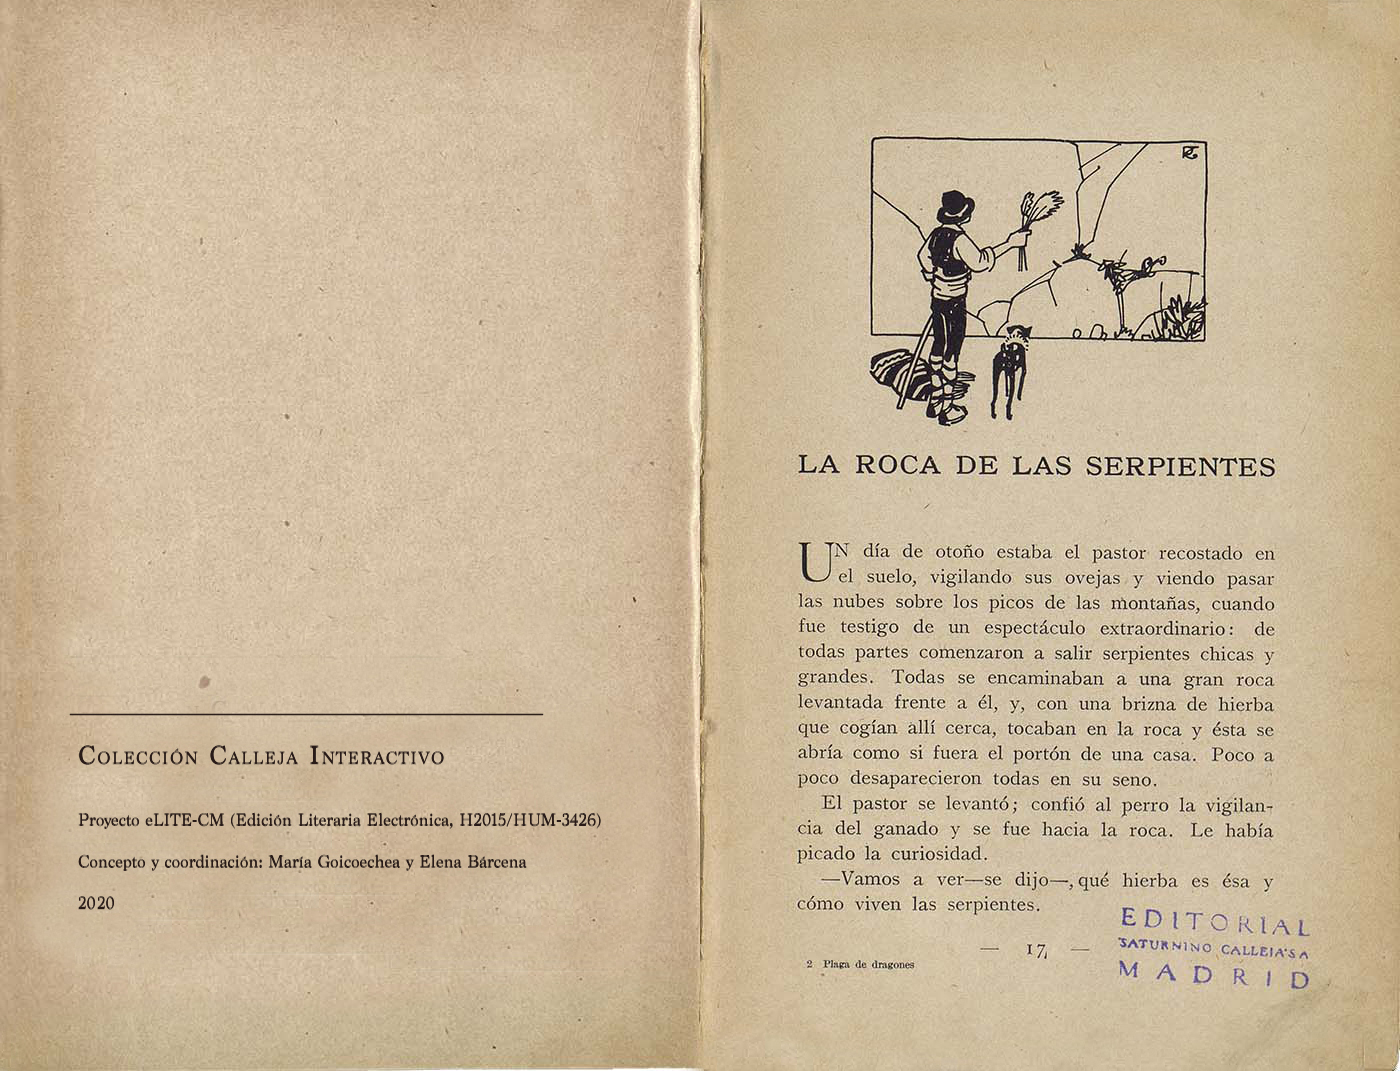 COLECCIÓN CALLEJA INTERACTIVO
Proyecto eLITE-CM (Edición Literaria Electrónica, H2015/HUM-3426)
Concepto y coordinación: María Goicoechea y Elena Bárcena
2020
LA ROCA DE LAS SERPIENTES
UN día de otoño estaba el pastor recostado en
el suelo, vigilando sus ovejas y viendo pasar
las nubes sobre los picos de las montañas, cuando
fue testigo de un espectáculo extraordinario: de
todas partes comenzaron a salir serpientes chicas y
grandes. Todas se encaminaban a una gran roca
levantada frente a él, y, con una brizna de hierba
que cogían allí cerca, tocaban en la roca y ésta se
abría como si fuera el portón de una casa. Poco a
poco desaparecieron todas en su seno.
El pastor se levantó; confió al perro la vigilan-
cia del ganado y se fue hacia la roca. Le había
picado la curiosidad.
—Vamos a ver—se dijo—, qué hierba es ésa y
cómo viven las serpientes.
— 17 —
2 Plaga de dragones
EDITORIAL
SATURNINO CALLEJA S A
MADRID